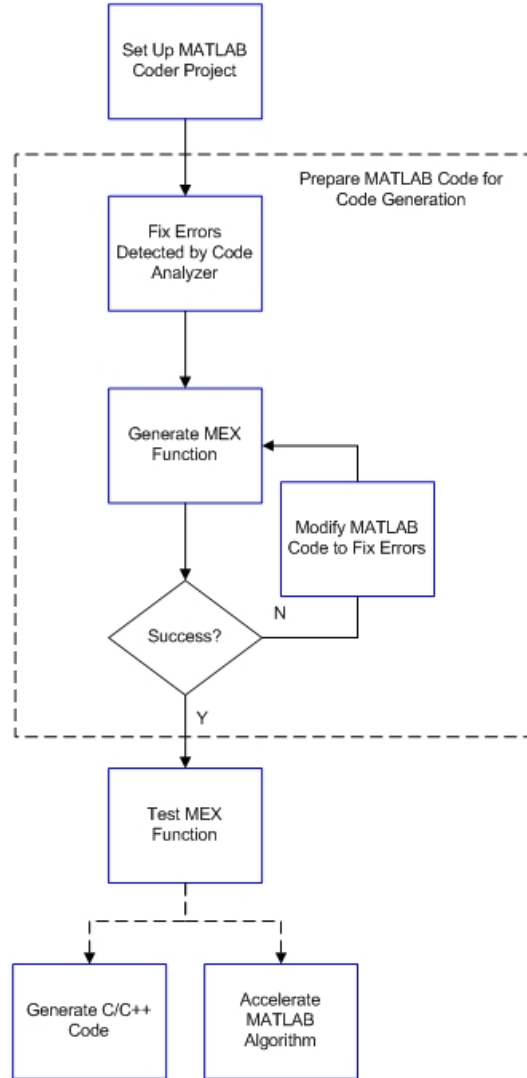 Set Up MATLAB
Coder Project
Prepare MATLAB Code for
Code Generation
Fix Errors
Detected by Code
Analyzer
Generate MEX
Function
Modify MATLAB
Code to Fix Errors
N
Success?
Y
Test MEX
Function
Generate C/C++
Code
Accelerate
MATLAB
Algorithm